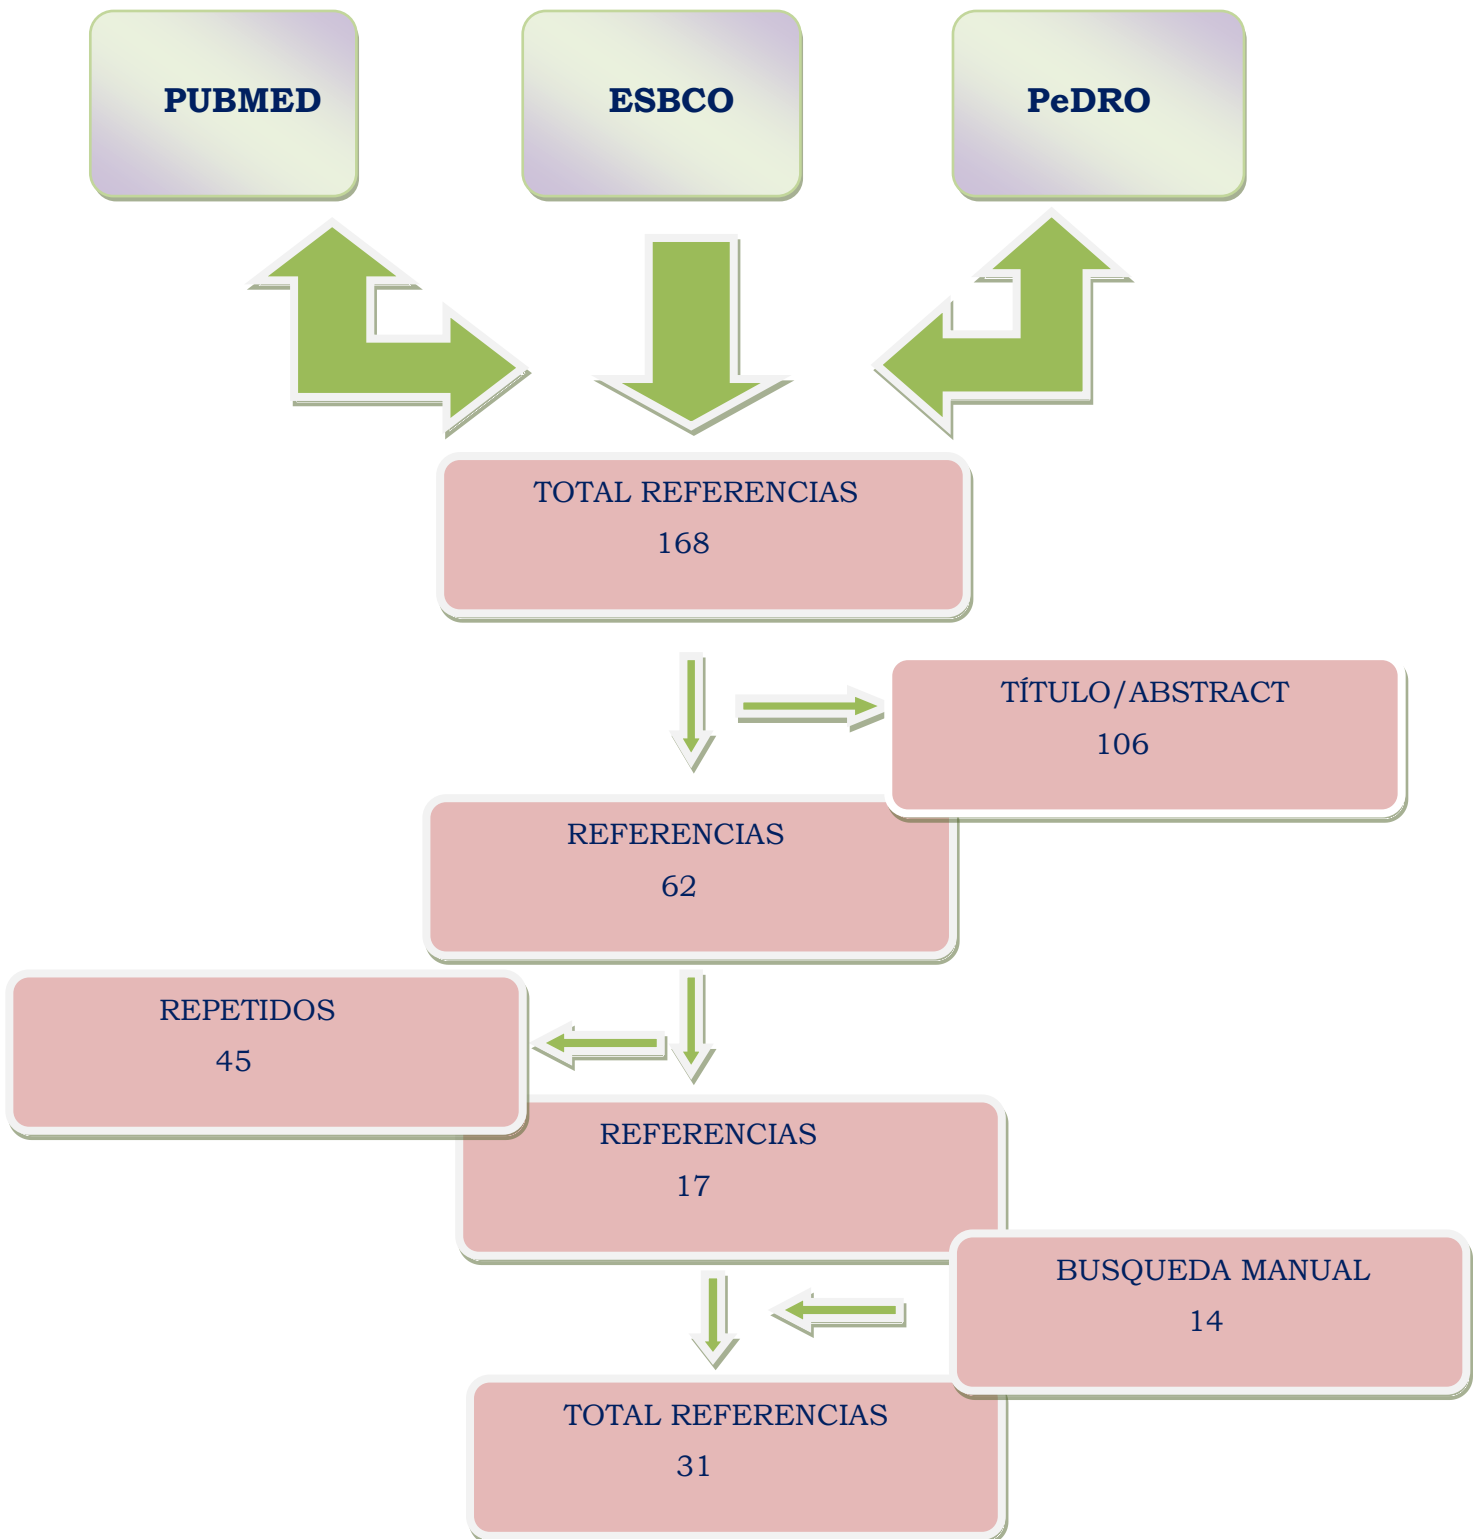 PUBMED
ESBCO
PeDRO
TOTAL REFERENCIAS
168
TÍTULO/ABSTRACT
106
REFERENCIAS
62
REPETIDOS
45
REFERENCIAS
17
BUSQUEDA MANUAL
14
TOTAL REFERENCIAS
31